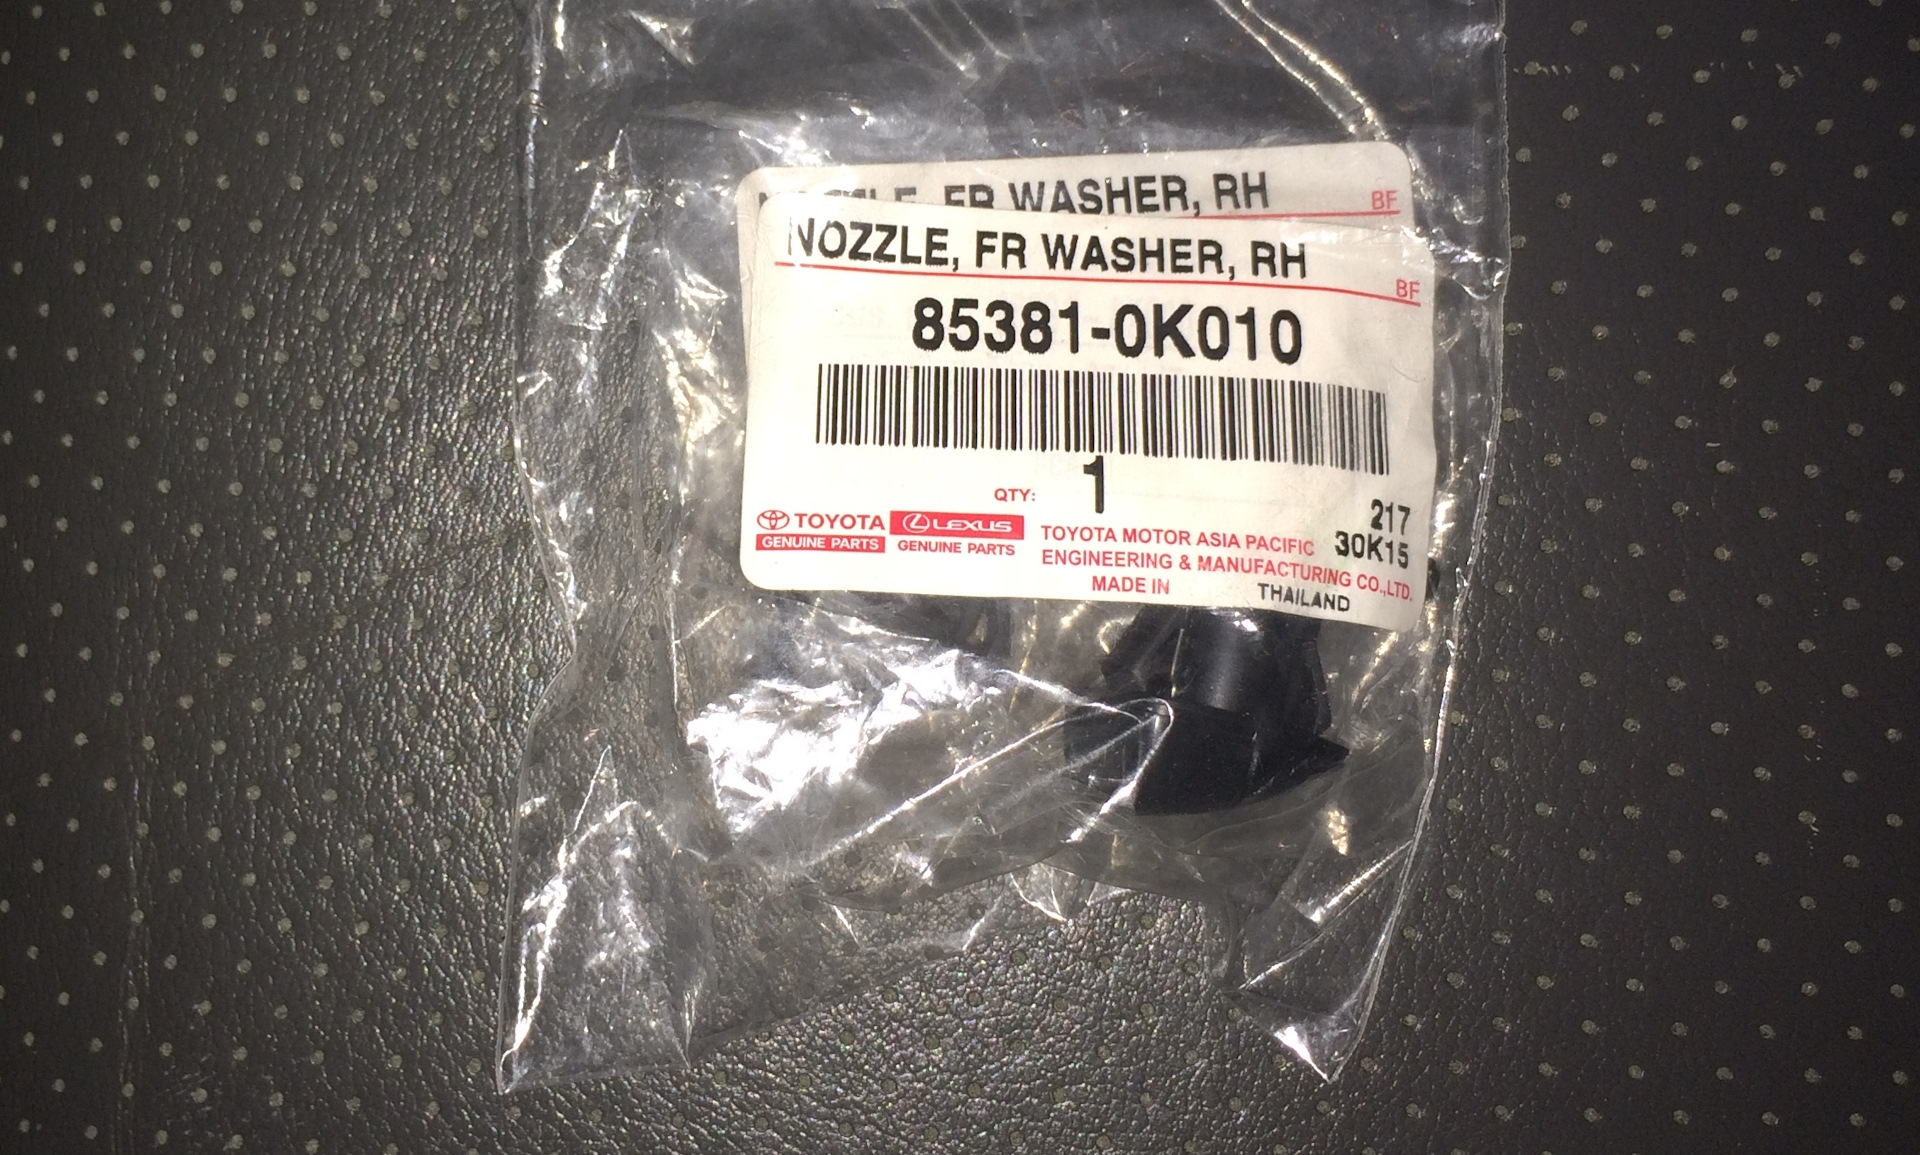 FR WASHER, RH
BF
NOZZLE, FR WASHER, RH
BF
85381-0K010
QTY: 1
TOYOTA
GENUINE PARTS
LEXUS
GENUINE PARTS
TOYOTA MOTOR ASIA PACIFIC
ENGINEERING & MANUFACTURING CO.,LTD.
MADE IN THAILAND
217
30K15